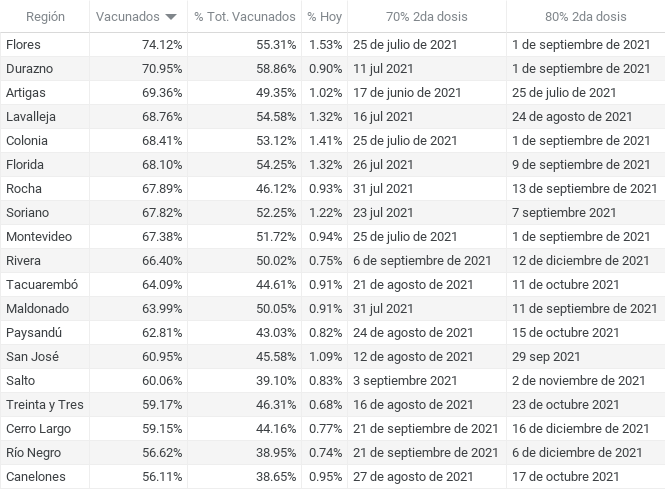 Región Vacunados % Tot. Vacunados % Hoy 70% 2da dosis 80% 2da dosis
Flores 74.12% 55.31% 1.53% 25 de julio de 2021 1 de septiembre de 2021
Durazno 70.95% 58.86% 0.90% 11 jul 2021 1 de septiembre de 2021
Artigas 69.36% 49.35% 1.02% 17 de junio de 2021 25 de julio de 2021
Lavalleja 68.76% 54.58% 1.32% 16 jul 2021 24 de agosto de 2021
Colonia 68.41% 53.12% 1.41% 25 de julio de 2021 1 de septiembre de 2021
Florida 68.10% 54.25% 1.32% 26 jul 2021 9 de septiembre de 2021
Rocha 67.89% 46.12% 0.93% 31 jul 2021 13 de septiembre de 2021
Soriano 67.82% 52.25% 1.22% 23 jul 2021 7 septiembre 2021
Montevideo 67.38% 51.72% 0.94% 25 de julio de 2021 1 de septiembre de 2021
Rivera 66.40% 50.02% 0.75% 6 de septiembre de 2021 12 de diciembre de 2021
Tacuarembó 64.09% 44.61% 0.91% 21 de agosto de 2021 11 de octubre de 2021
Maldonado 63.99% 50.05% 0.91% 31 jul 2021 11 de septiembre de 2021
Paysandú 62.81% 43.03% 0.82% 24 de agosto de 2021 15 de octubre de 2021
San José 60.95% 45.58% 1.09% 12 de agosto de 2021 29 sep 2021
Salto 60.06% 39.10% 0.83% 3 septiembre 2021 2 de noviembre de 2021
Treinta y Tres 59.17% 46.31% 0.68% 16 de agosto de 2021 23 de octubre de 2021
Cerro Largo 59.15% 44.16% 0.77% 21 de septiembre de 2021 16 de diciembre de 2021
Río Negro 56.62% 38.95% 0.74% 21 de septiembre de 2021 6 de diciembre de 2021
Canelones 56.11% 38.65% 0.95% 27 de agosto de 2021 17 de octubre de 2021